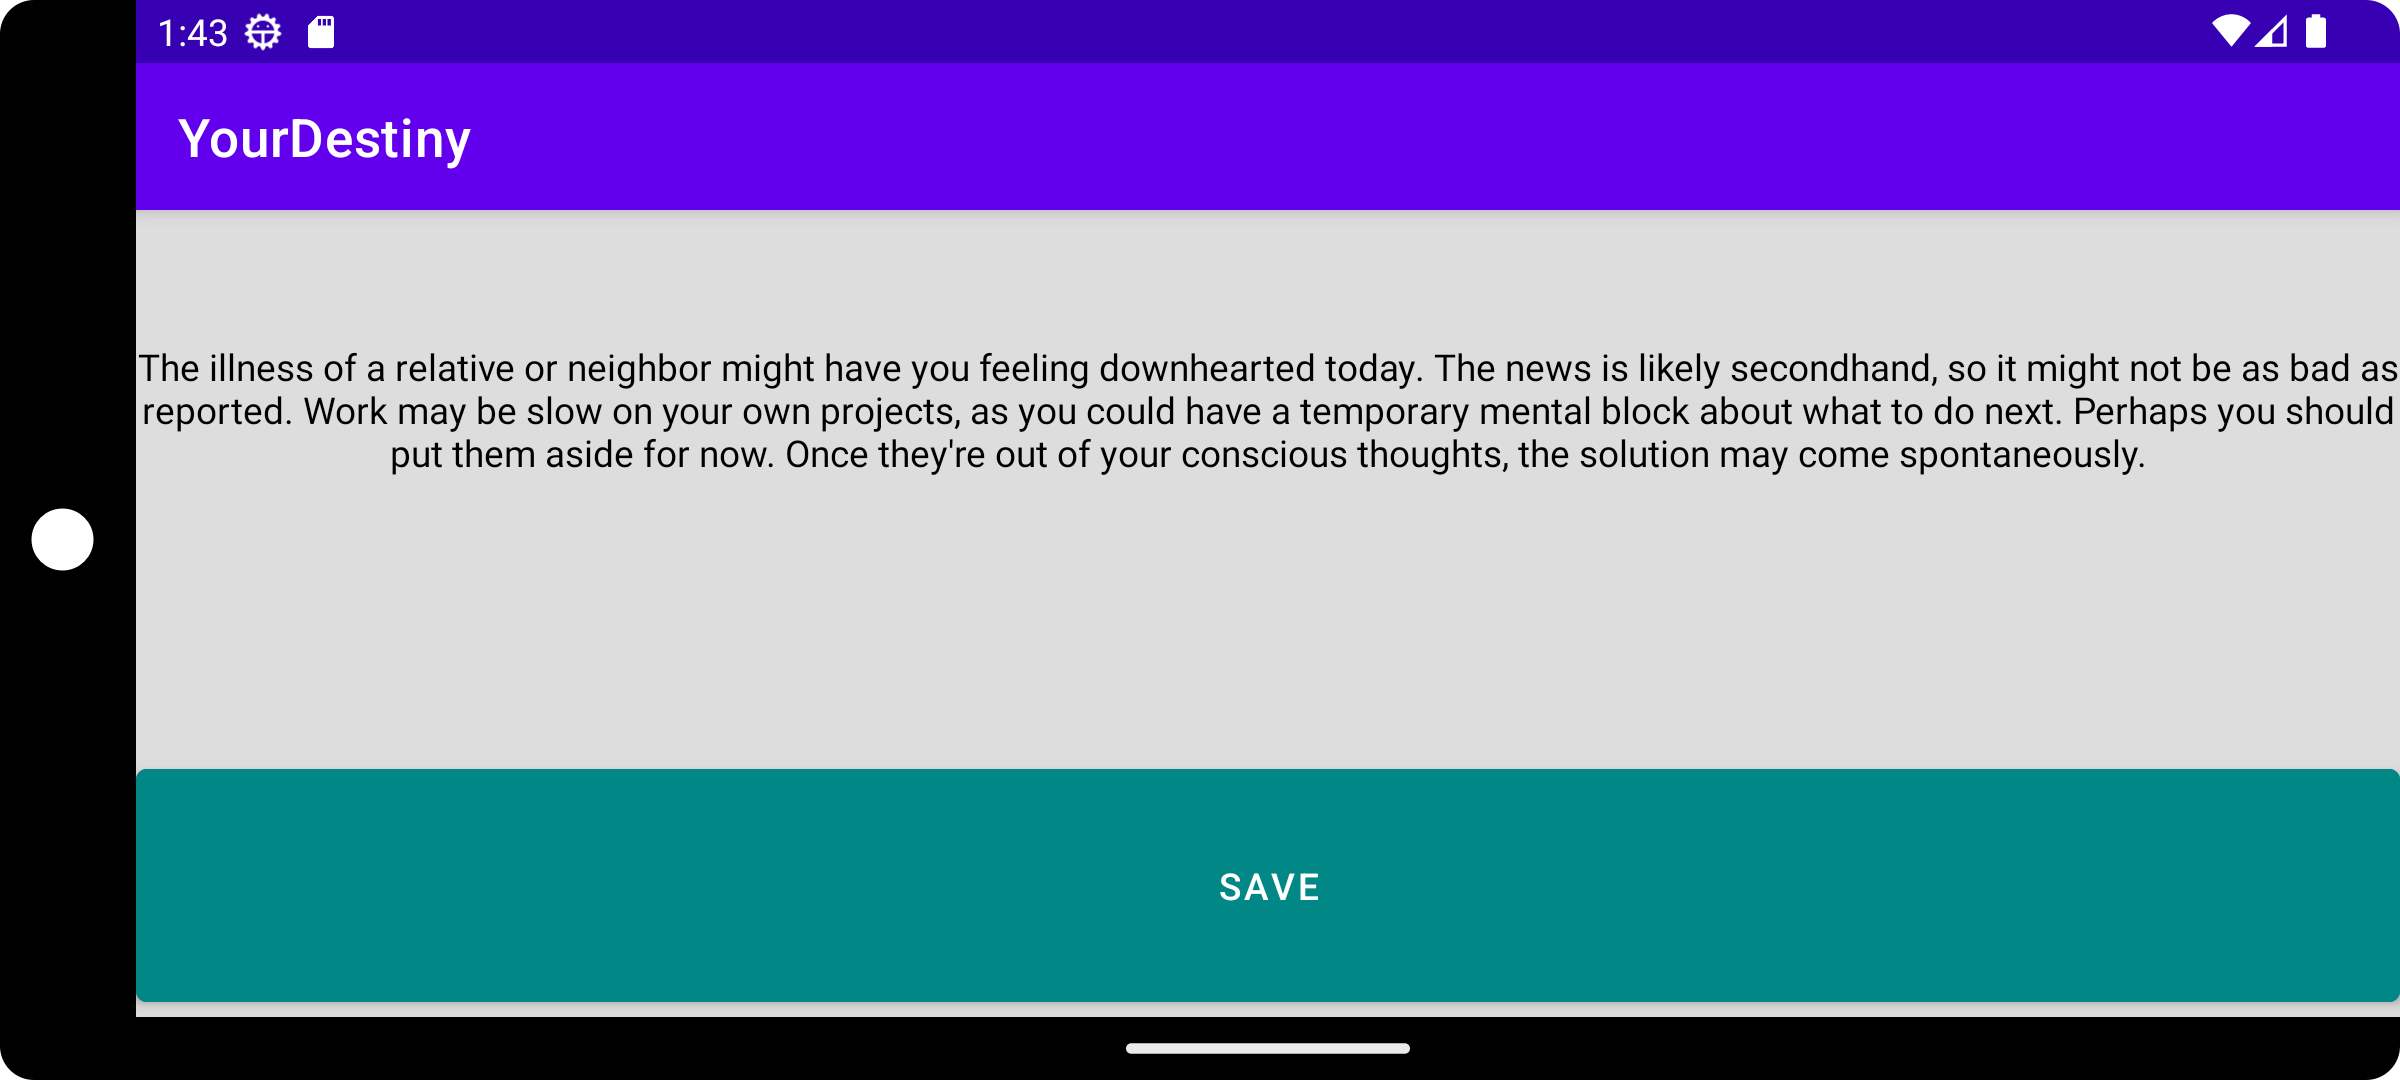 1:43
YourDestiny
The illness of a relative or neighbor might have you feeling downhearted today. The news is likely secondhand, so it might not be as bad as
reported. Work may be slow on your own projects, as you could have a temporary mental block about what to do next. Perhaps you should
put them aside for now. Once they're out of your conscious thoughts, the solution may come spontaneously.
SAVE